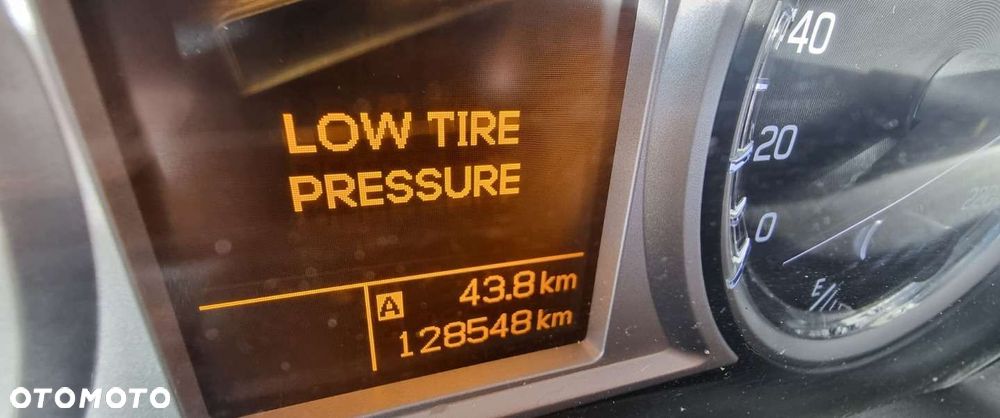 LOW TIRE
PRESSURE
A 43.8 km
128548 km
40
20
0
E
OTOMOTO